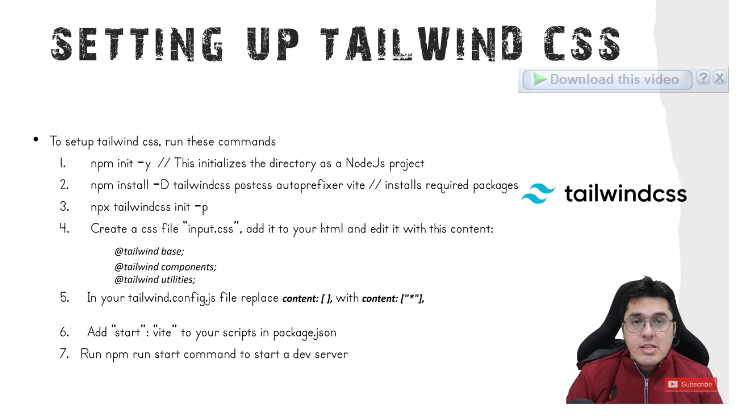 SETTING UP TAILWIND CSS
Download this video
• To setup tailwind css, run these commands
1. npm init -y // This initializes the directory as a NodeJs project
2. npm install -D tailwindcss postcss autoprefixer vite // installs required packages
tailwindcss
3. npx tailwindcss init -p
4. Create a css file "input.css", add it to your html and edit it with this content:
@tailwind base;
@tailwind components;
@tailwind utilities;
5. In your tailwind.config.js file replace content: [ ], with content: ["*"],
6. Add "start": "vite" to your scripts in package.json
7. Run npm run start command to start a dev server
Subscribe